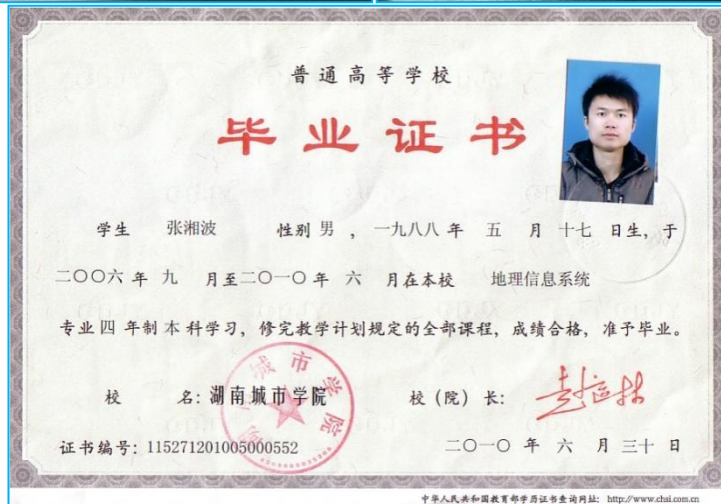 普通高等学校
毕业证书
学生 张湘波 性别 男 ，一九八八年 五 月 十七 日生，于
二〇〇六年 九 月至二〇一〇年 六 月在本校 地理信息系统
专业 四 年制 本 科学习，修完教学计划规定的全部课程，成绩合格，准予毕业。
校 名：湖南城市学院 校（院）长：
城市学院
证书编号：115271201005000552 二〇一〇 年 六 月 三十 日
中华人民共和国教育部学历证书查询网址：http://www.chsi.com.cn